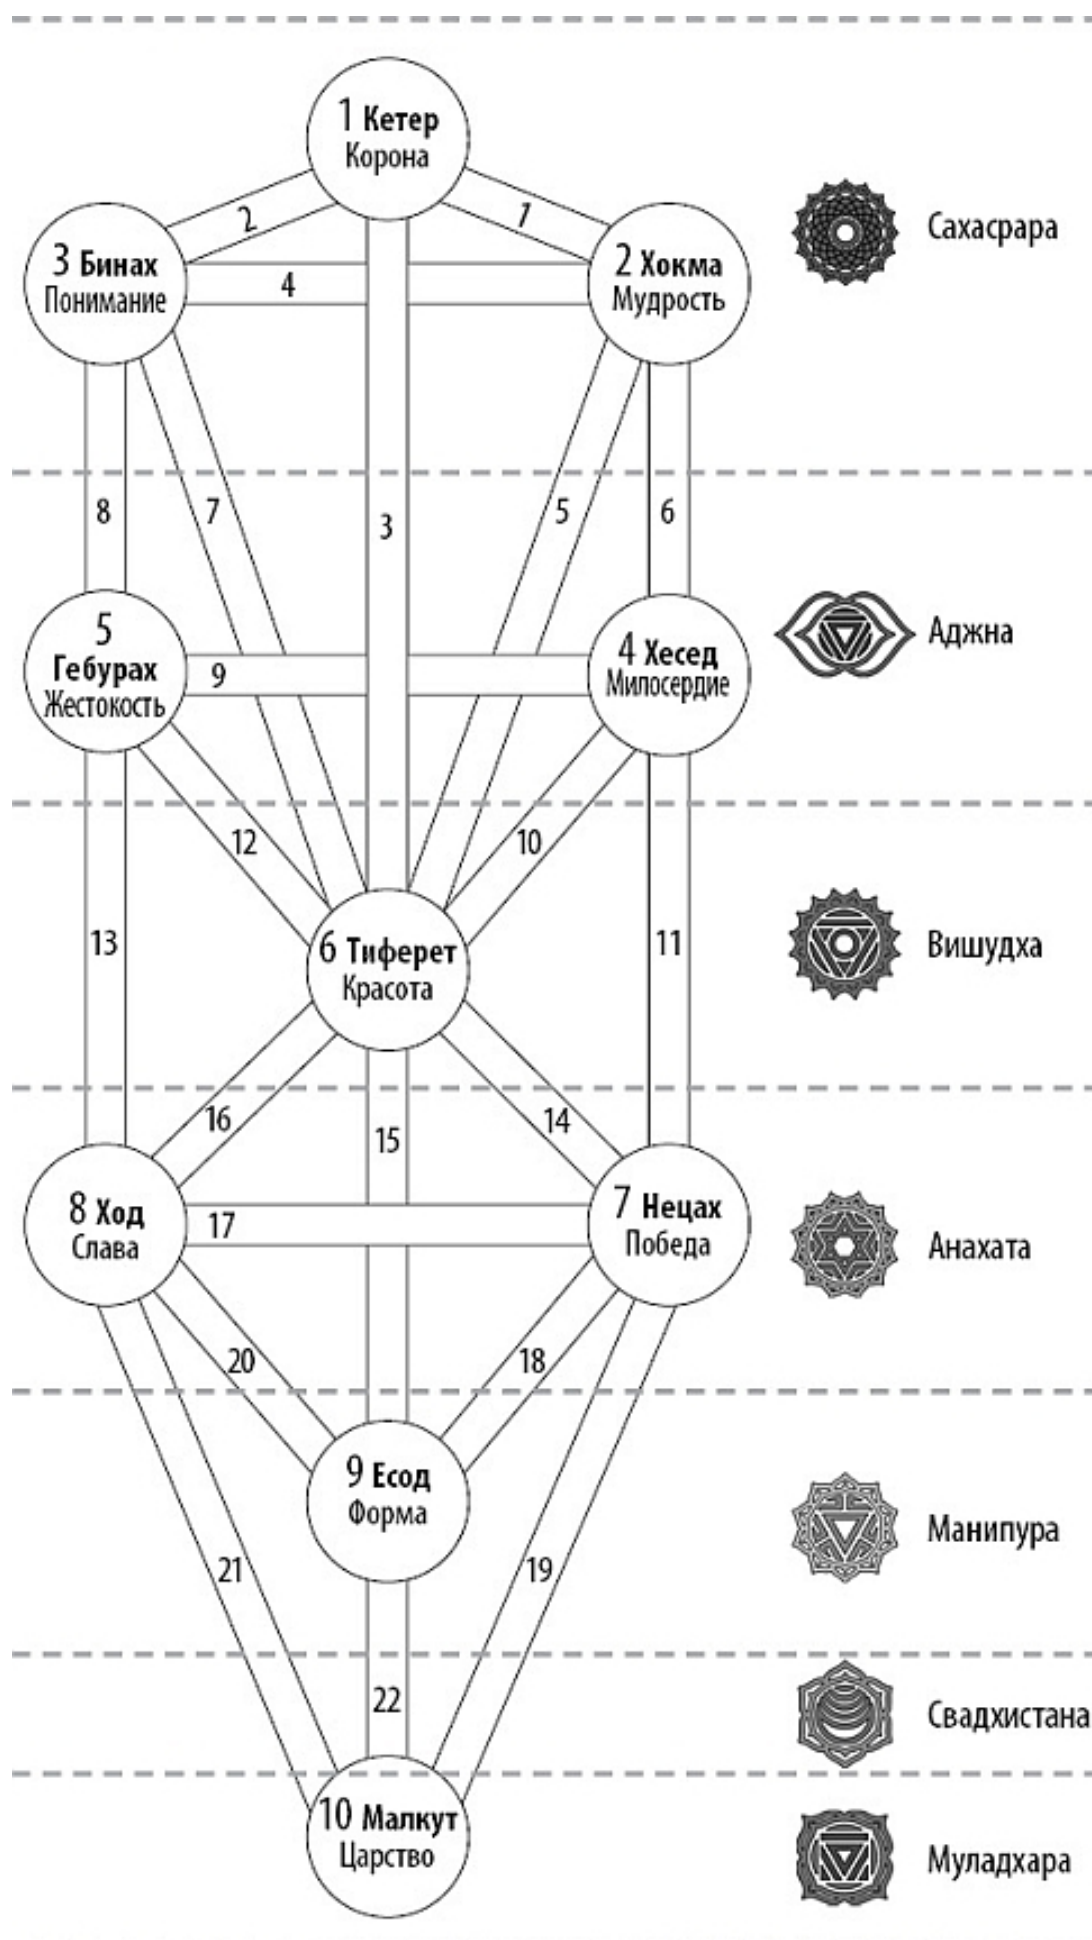 1 Кетер
Корона
2
1
3 Бинах
Понимание
2 Хокма
Мудрость
Сахасрара
4
8
7
3
5
6
5
Гебурах
Жестокость
9
4 Хесед
Милосердие
Аджна
12
10
13
6 Тиферет
Красота
11
Вишудха
16
15
14
8 Ход
Слава
17
7 Нецах
Победа
Анахата
20
18
9 Есод
Форма
Манипура
21
19
22
Свадхистана
10 Малкут
Царство
Муладхара